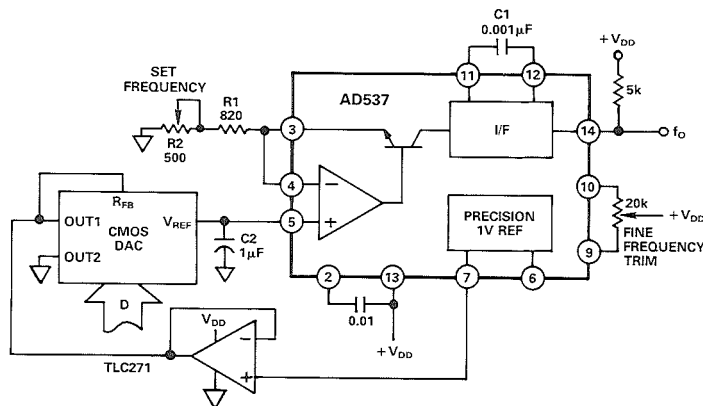 C1
0.001μF
+VDD
SET
FREQUENCY
R1
820
11
12
AD537
5k
R2
500
3
I/F
14
fO
4
−
10
RFB
OUT1
VREF
5
+
PRECISION
1V REF
20k
+VDD
CMOS
DAC
C2
1μF
FINE
FREQUENCY
TRIM
OUT2
9
2
13
7
6
D
0.01
VDD
−
+VDD
TLC271
+